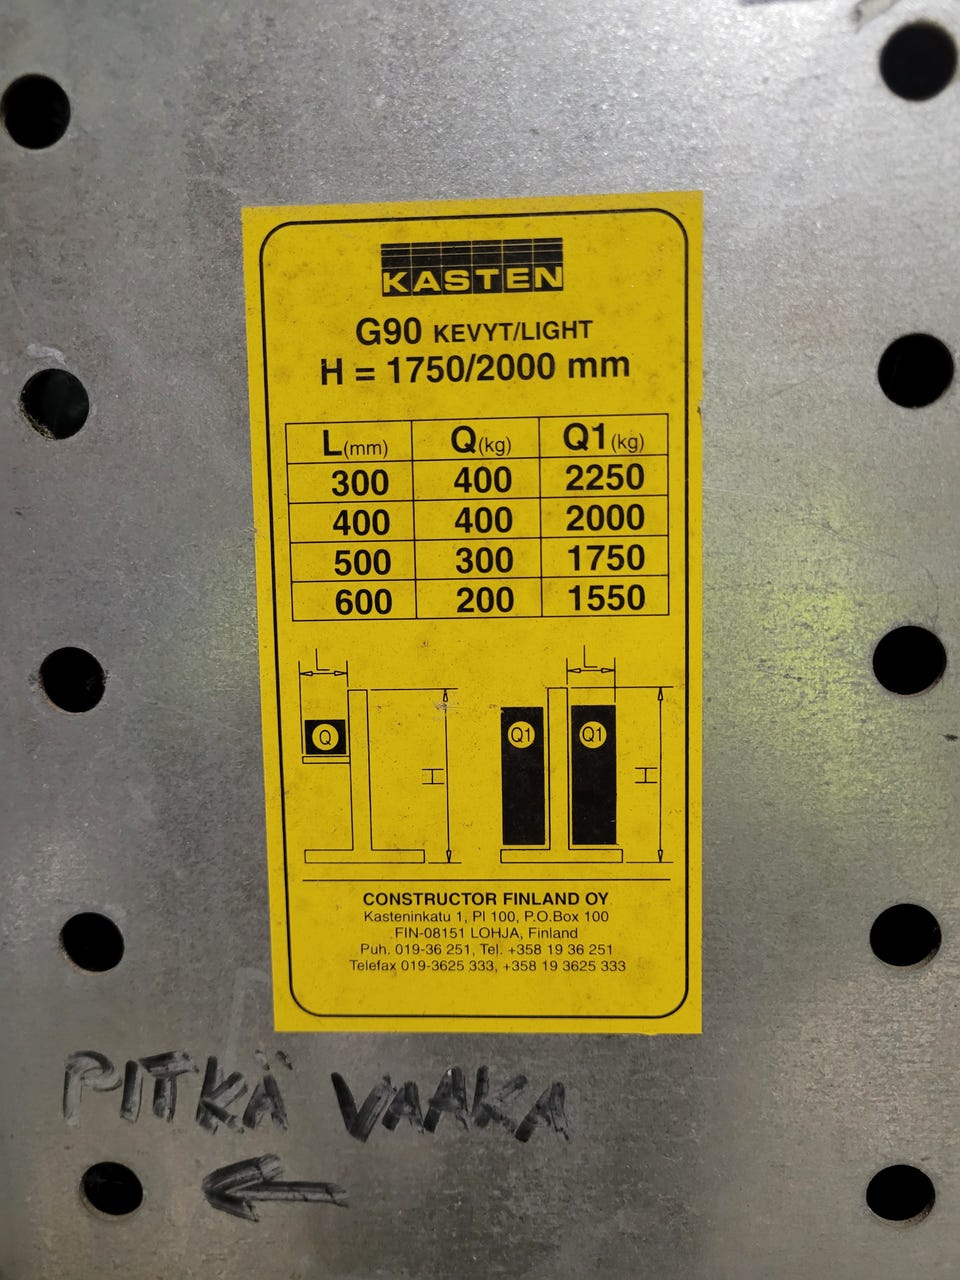 KASTEN
G90 KEVYT/LIGHT
H = 1750/2000 mm
L(mm) Q(kg) Q1(kg)
300 400 2250
400 400 2000
500 300 1750
600 200 1550
L L
Q Q1 Q1
H H
CONSTRUCTOR FINLAND OY
Kasteninkatu 1, Pl 100, P.O.Box 100
FIN-08151 LOHJA, Finland
Puh. 019-36 251, Tel. +358 19 36 251
Telefax 019-3625 333, +358 19 3625 333
PITKÄ VAAKA